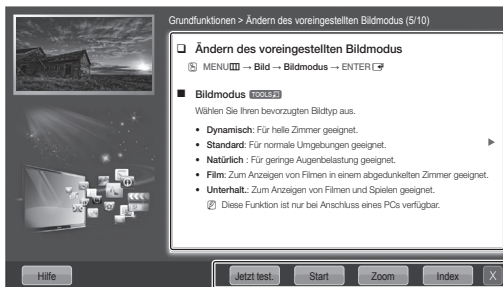 Grundfunktionen > Ändern des voreingestellten Bildmodus (5/10)
Ändern des voreingestellten Bildmodus
MENU → Bild → Bildmodus → ENTER
Bildmodus TOOLS
Wählen Sie Ihren bevorzugten Bildtyp aus.
• Dynamisch: Für helle Zimmer geeignet.
• Standard: Für normale Umgebungen geeignet.
• Natürlich : Für geringe Augenbelastung geeignet.
• Film: Zum Anzeigen von Filmen in einem abgedunkelten Zimmer geeignet.
• Unterhalt.: Zum Anzeigen von Filmen und Spielen geeignet.
Diese Funktion ist nur bei Anschluss eines PCs verfügbar.
Hilfe Jetzt test. Start Zoom Index X